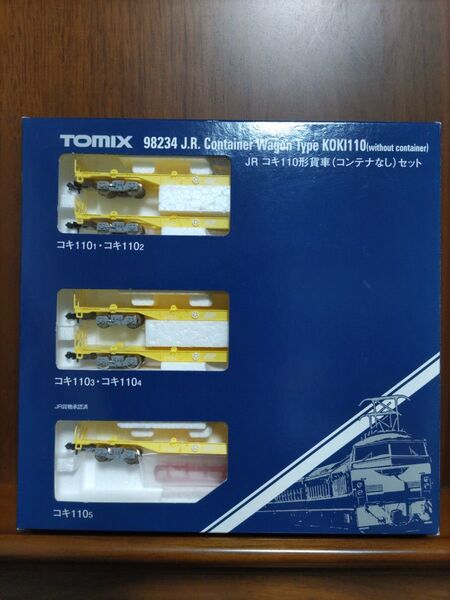 TOMIX 98234 J.R. Container Wagon Type KOKI110(without container)
JR コキ110形貨車(コンテナなし)セット
コキ1101・コキ1102
コキ1103・コキ1104
JR貨物承認済
コキ1105